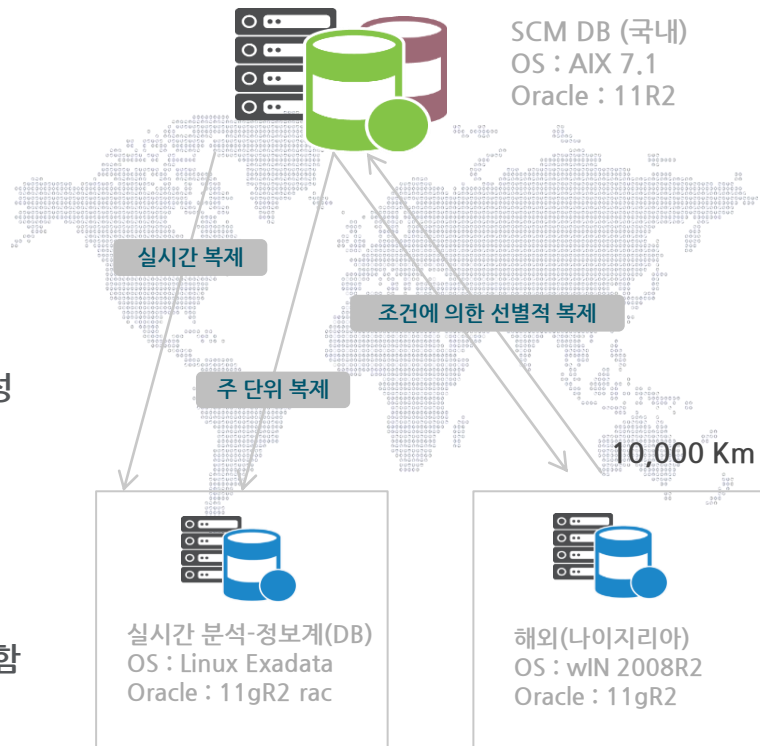 SCM DB (국내)
OS : AIX 7.1
Oracle : 11R2
실시간 복제
조건에 의한 선별적 복제
주 단위 복제
성
10,000 Km
함
실시간 분석-정보계(DB)
OS : Linux Exadata
Oracle : 11gR2 rac
해외(나이지리아)
OS : wIN 2008R2
Oracle : 11gR2